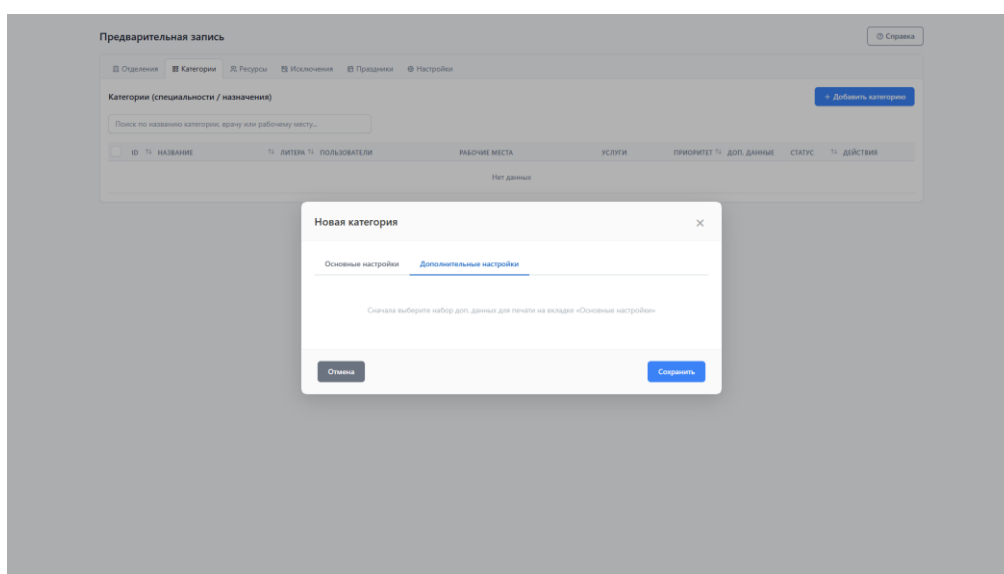 Предварительная запись
Справка
Отделения Категории Ресурсы Исключения Праздники Настройки
Категории (специальности / назначения)
+ Добавить категорию
Поиск по названию категории, врачу или рабочему месту...
ID НАЗВАНИЕ ЛИТЕРА ПОЛЬЗОВАТЕЛИ РАБОЧИЕ МЕСТА УСЛУГИ ПРИОРИТЕТ ДОП. ДАННЫЕ СТАТУС ДЕЙСТВИЯ
Нет данных
Новая категория
Основные настройки Дополнительные настройки
Сначала выберите набор доп. данных для печати на вкладке «Основные настройки»
Отмена Сохранить